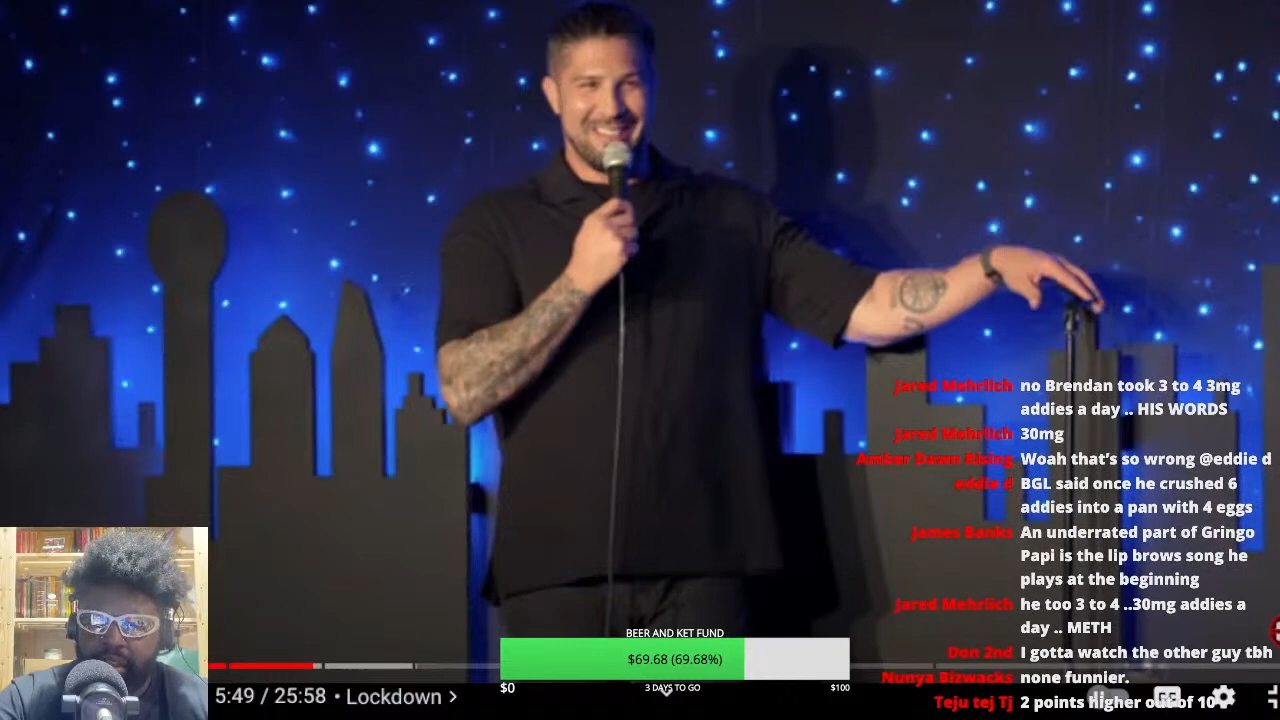 Jared Mehrlich no Brendan took 3 to 4 3mg
addies a day .. HIS WORDS
Jared Mehrlich 30mg
Amber Dawn Rising Woah that's so wrong @eddie d
eddie d BGL said once he crushed 6
addies into a pan with 4 eggs
James Banks An underrated part of Gringo
Papi is the lip brows song he
plays at the beginning
Jared Mehrlich he too 3 to 4 ..30mg addies a
day .. METH
Don 2nd I gotta watch the other guy tbh
Nunya Bizwacks none funnier.
Teju tej Tj 2 points higher out of 10
BEER AND KET FUND
$69.68 (69.68%)
$0 3 DAYS TO GO $100
5:49 / 25:58 • Lockdown >